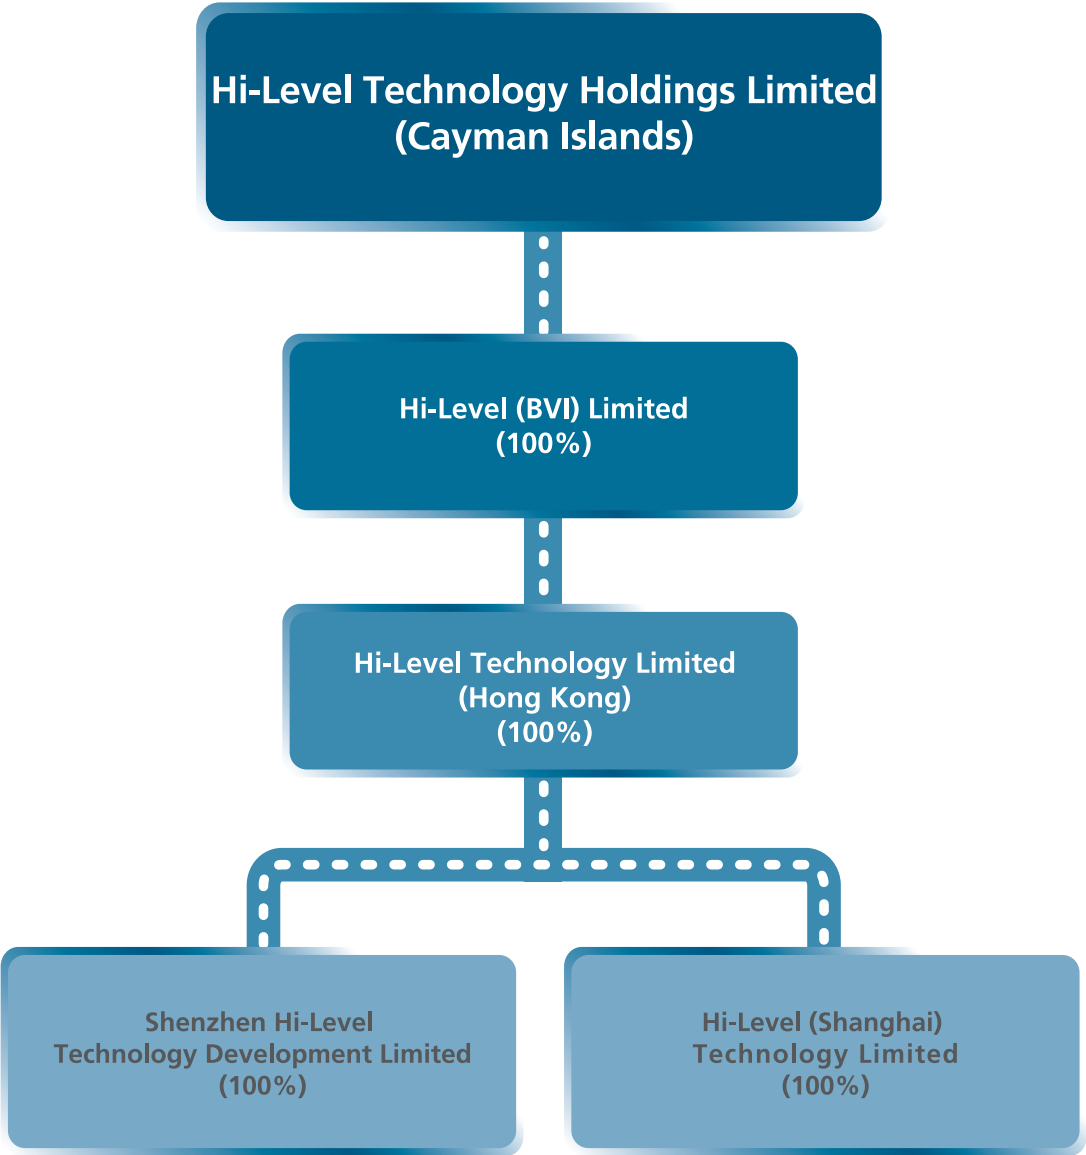 Hi-Level Technology Holdings Limited
(Cayman Islands)
Hi-Level (BVI) Limited
(100%)
Hi-Level Technology Limited
(Hong Kong)
(100%)
Shenzhen Hi-Level
Technology Development Limited
(100%)
Hi-Level (Shanghai)
Technology Limited
(100%)